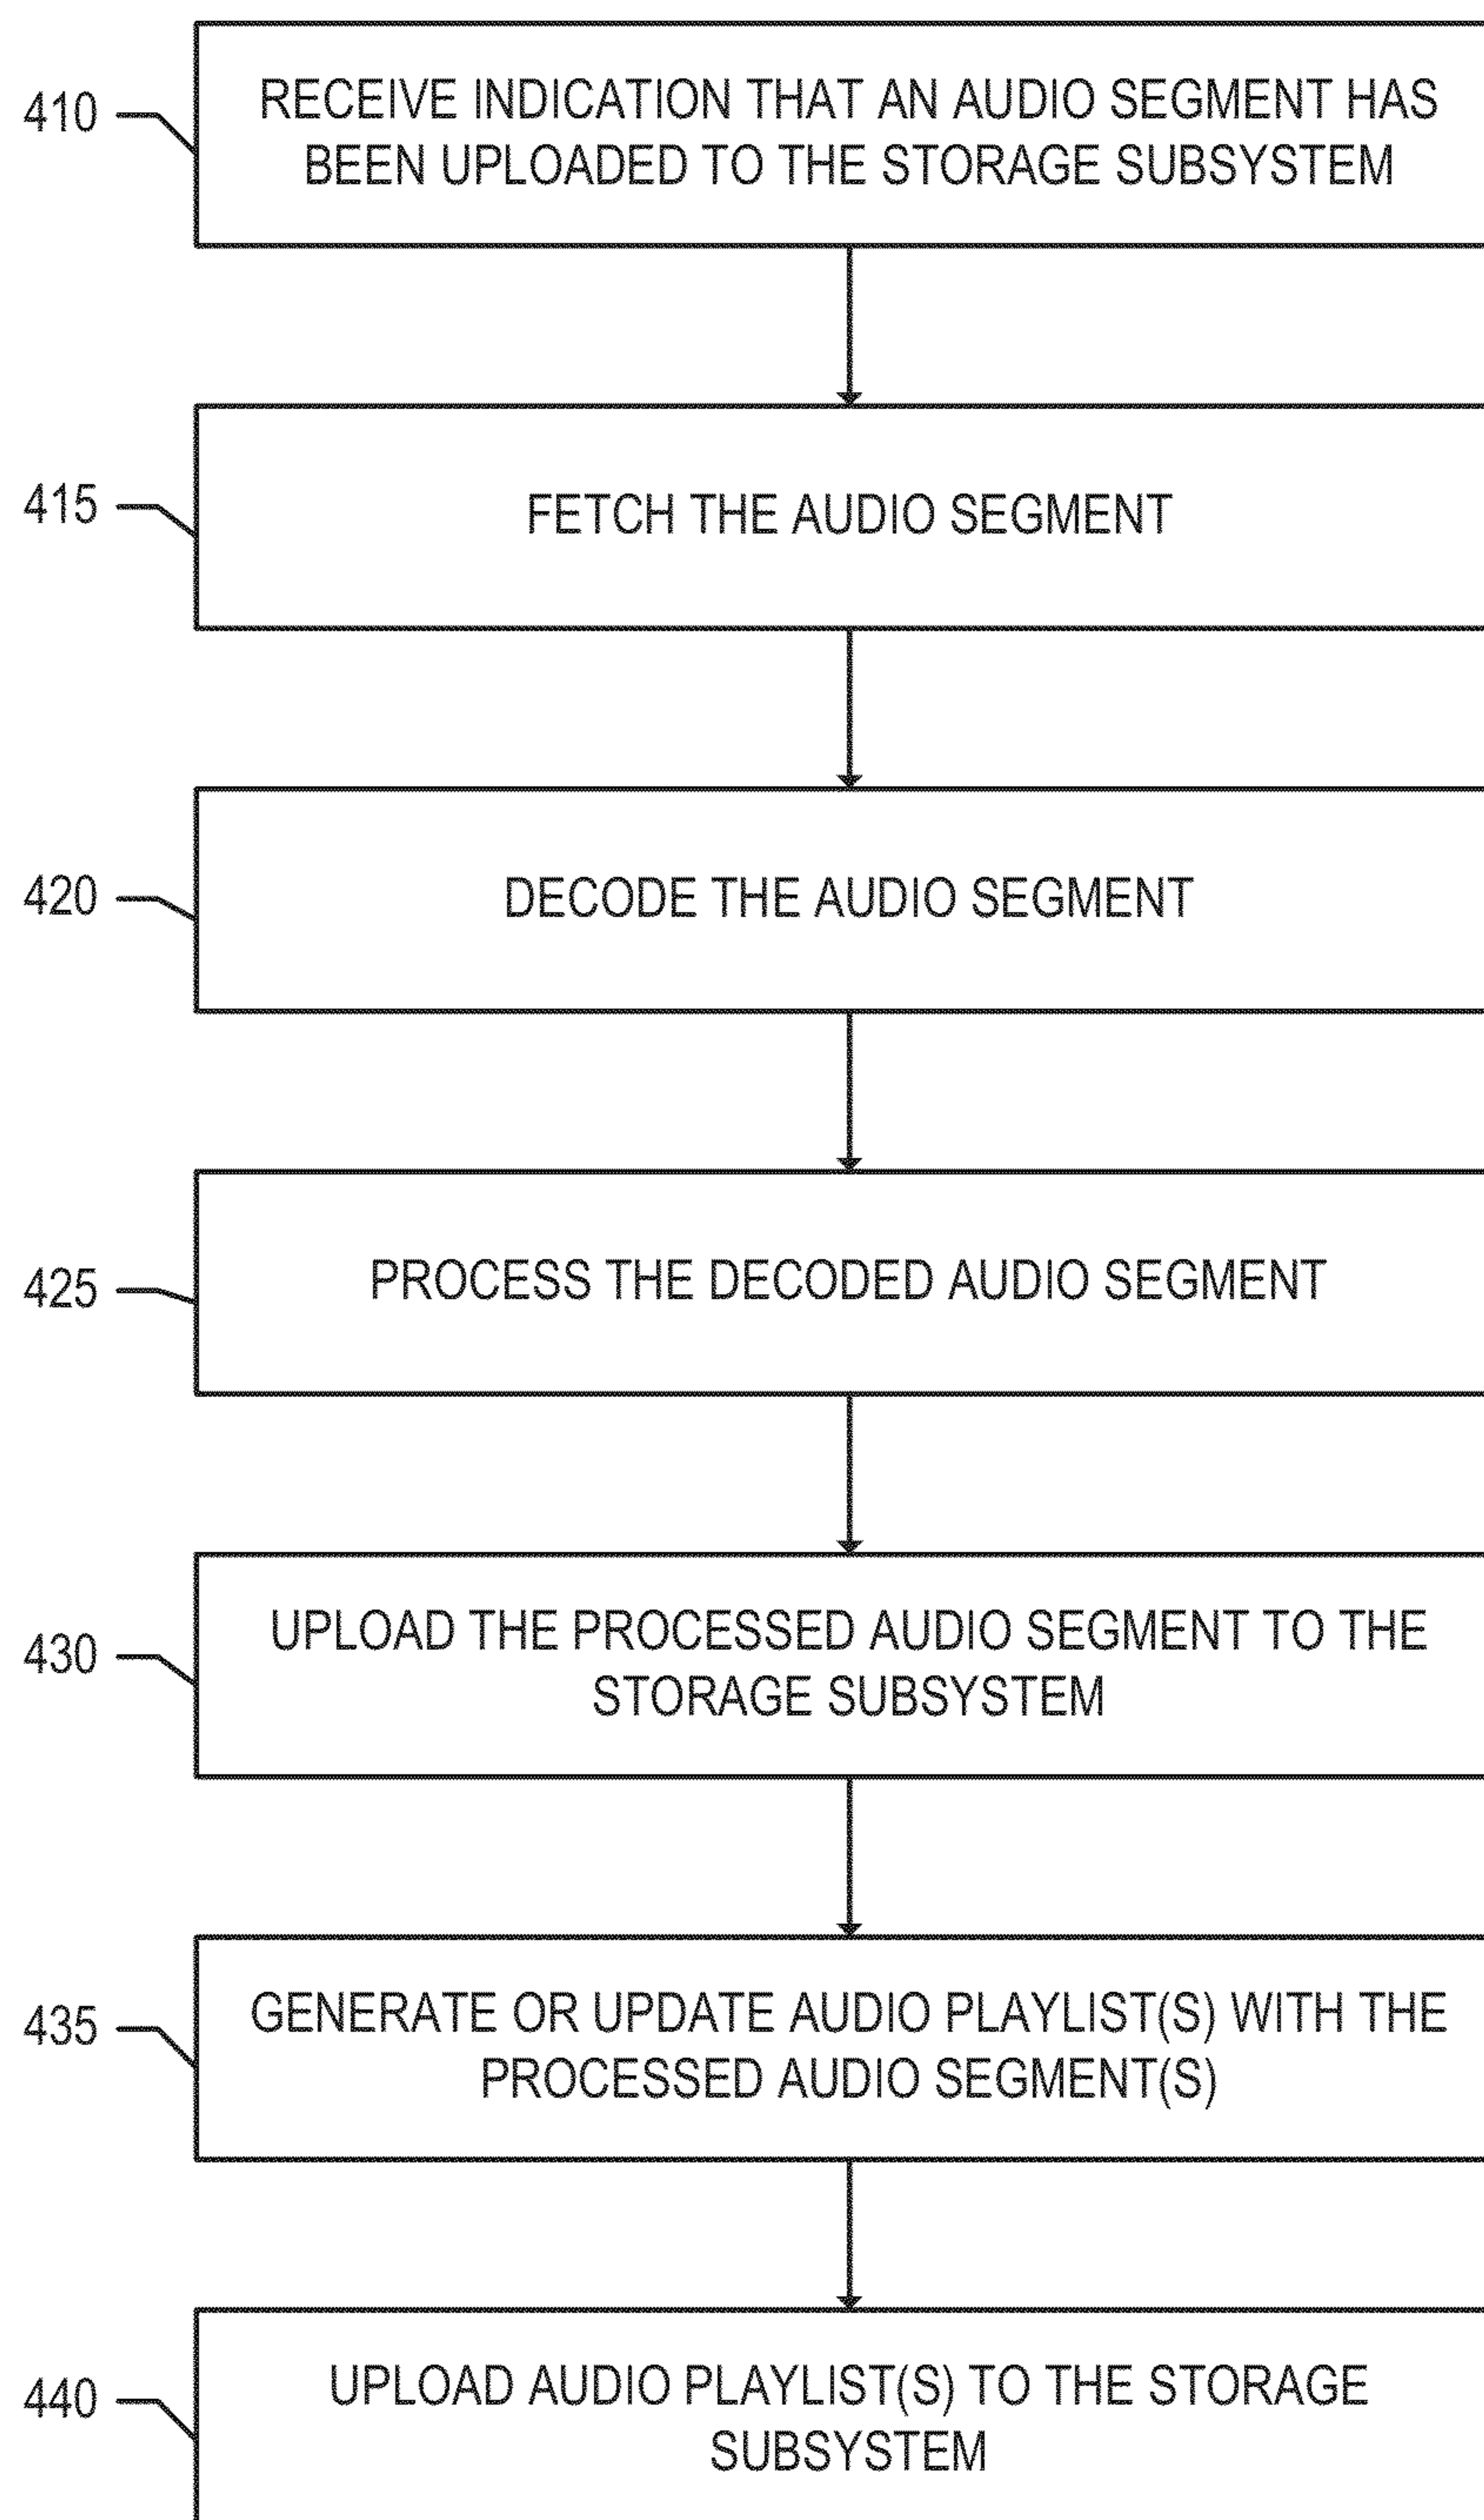 410
RECEIVE INDICATION THAT AN AUDIO SEGMENT HAS
BEEN UPLOADED TO THE STORAGE SUBSYSTEM
415
FETCH THE AUDIO SEGMENT
420
DECODE THE AUDIO SEGMENT
425
PROCESS THE DECODED AUDIO SEGMENT
430
UPLOAD THE PROCESSED AUDIO SEGMENT TO THE
STORAGE SUBSYSTEM
435
GENERATE OR UPDATE AUDIO PLAYLIST(S) WITH THE
PROCESSED AUDIO SEGMENT(S)
440
UPLOAD AUDIO PLAYLIST(S) TO THE STORAGE
SUBSYSTEM